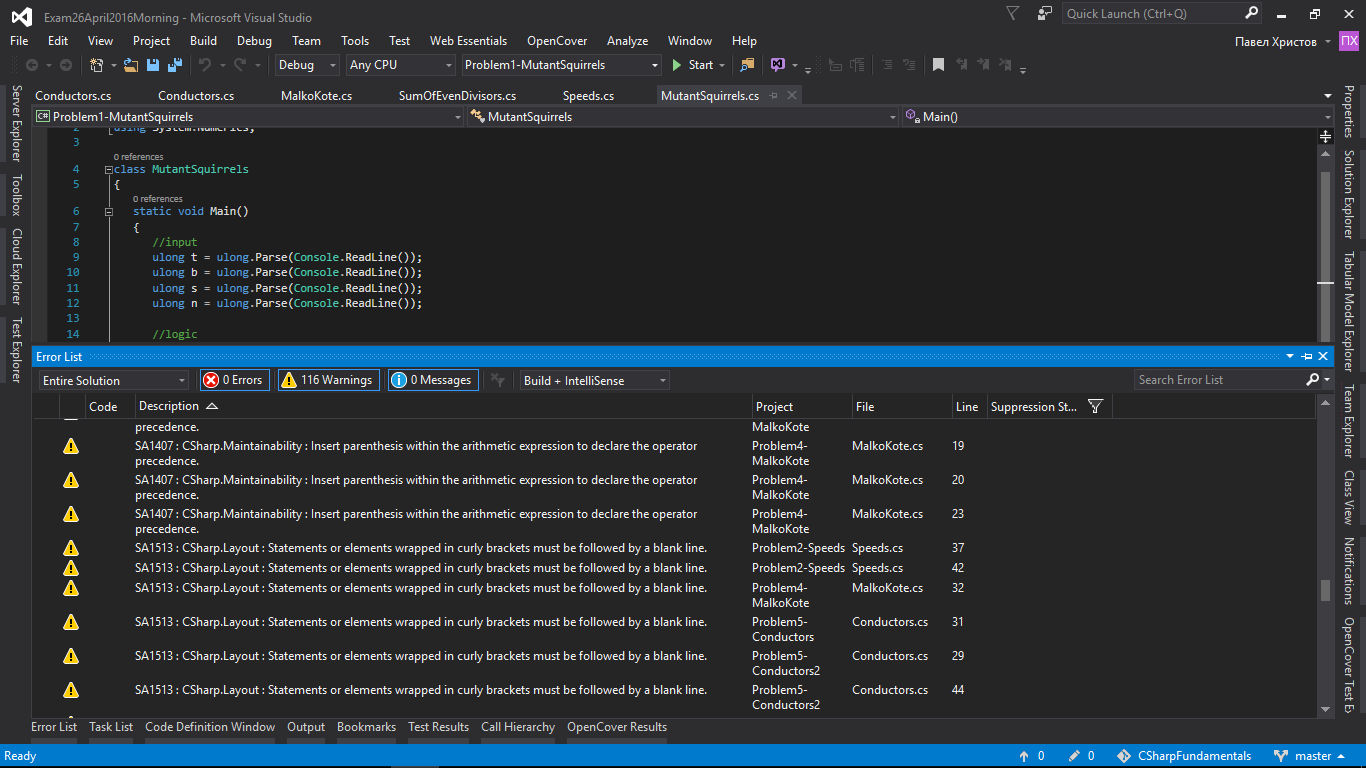 Exam26April2016Morning - Microsoft Visual Studio
Quick Launch (Ctrl+Q)
File Edit View Project Build Debug Team Tools Test Web Essentials OpenCover Analyze Window Help
Павел Христов ПХ
Debug Any CPU Problem1-MutantSquirrels Start
Conductors.cs Conductors.cs MalkoKote.cs SumOfEvenDivisors.cs Speeds.cs MutantSquirrels.cs
Problem1-MutantSquirrels MutantSquirrels Main()
2 using System.Numerics;
3
0 references
4 class MutantSquirrels
5 {
0 references
6 static void Main()
7 {
8 //input
9 ulong t = ulong.Parse(Console.ReadLine());
10 ulong b = ulong.Parse(Console.ReadLine());
11 ulong s = ulong.Parse(Console.ReadLine());
12 ulong n = ulong.Parse(Console.ReadLine());
13
14 //logic
Server Explorer
Toolbox
Cloud Explorer
Test Explorer
Properties
Solution Explorer
Tabular Model Explorer
Team Explorer
Class View
Notifications
OpenCover Test Ex
Error List
Entire Solution 0 Errors 116 Warnings 0 Messages Build + IntelliSense Search Error List
Code Description Project File Line Suppression St...
precedence. MalkoKote
SA1407 : CSharp.Maintainability : Insert parenthesis within the arithmetic expression to declare the operator Problem4- MalkoKote.cs 19
precedence. MalkoKote
SA1407 : CSharp.Maintainability : Insert parenthesis within the arithmetic expression to declare the operator Problem4- MalkoKote.cs 20
precedence. MalkoKote
SA1407 : CSharp.Maintainability : Insert parenthesis within the arithmetic expression to declare the operator Problem4- MalkoKote.cs 23
precedence. MalkoKote
SA1513 : CSharp.Layout : Statements or elements wrapped in curly brackets must be followed by a blank line. Problem2-Speeds Speeds.cs 37
SA1513 : CSharp.Layout : Statements or elements wrapped in curly brackets must be followed by a blank line. Problem2-Speeds Speeds.cs 42
SA1513 : CSharp.Layout : Statements or elements wrapped in curly brackets must be followed by a blank line. Problem4- MalkoKote.cs 32
MalkoKote
SA1513 : CSharp.Layout : Statements or elements wrapped in curly brackets must be followed by a blank line. Problem5- Conductors.cs 31
Conductors
SA1513 : CSharp.Layout : Statements or elements wrapped in curly brackets must be followed by a blank line. Problem5- Conductors.cs 29
Conductors2
SA1513 : CSharp.Layout : Statements or elements wrapped in curly brackets must be followed by a blank line. Problem5- Conductors.cs 44
Conductors2
Error List Task List Code Definition Window Output Bookmarks Test Results Call Hierarchy OpenCover Results
Ready 0 0 CSharpFundamentals master